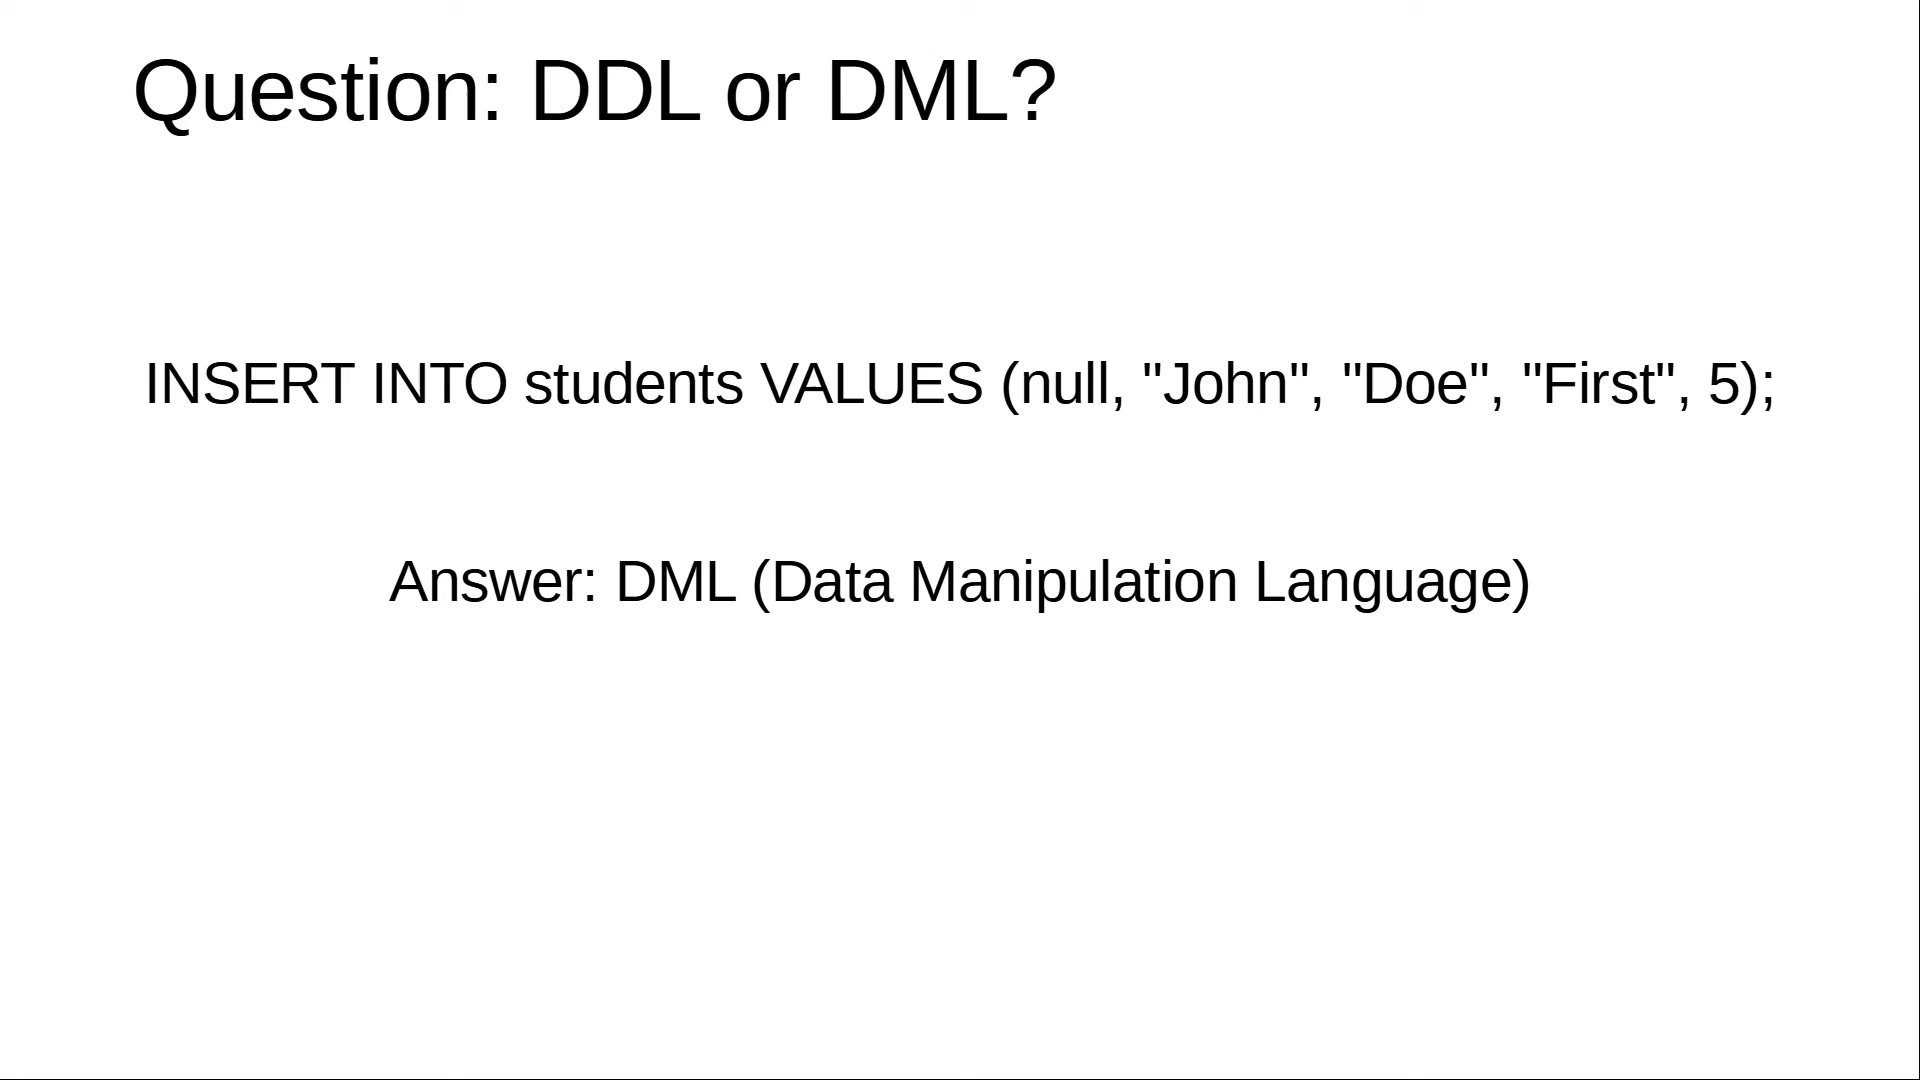 Question: DDL or DML?
INSERT INTO students VALUES (null, "John", "Doe", "First", 5);
Answer: DML (Data Manipulation Language)